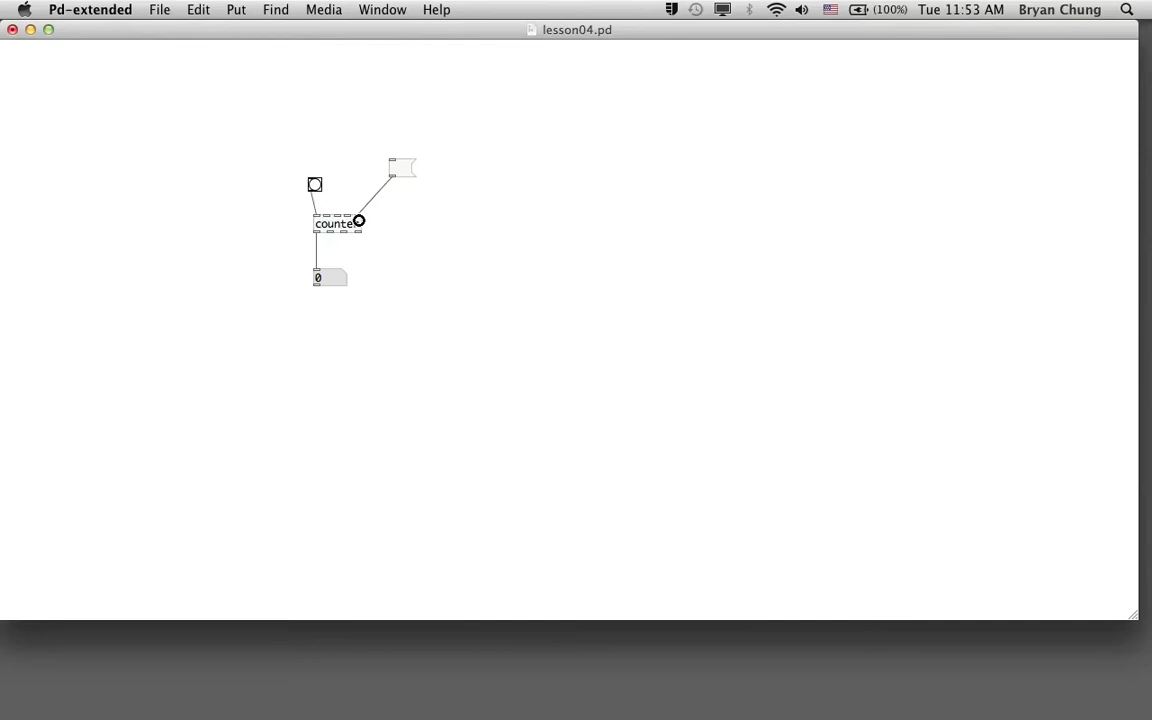 Pd-extended File Edit Put Find Media Window Help (100%) Tue 11:53 AM Bryan Chung
lesson04.pd
counter
0